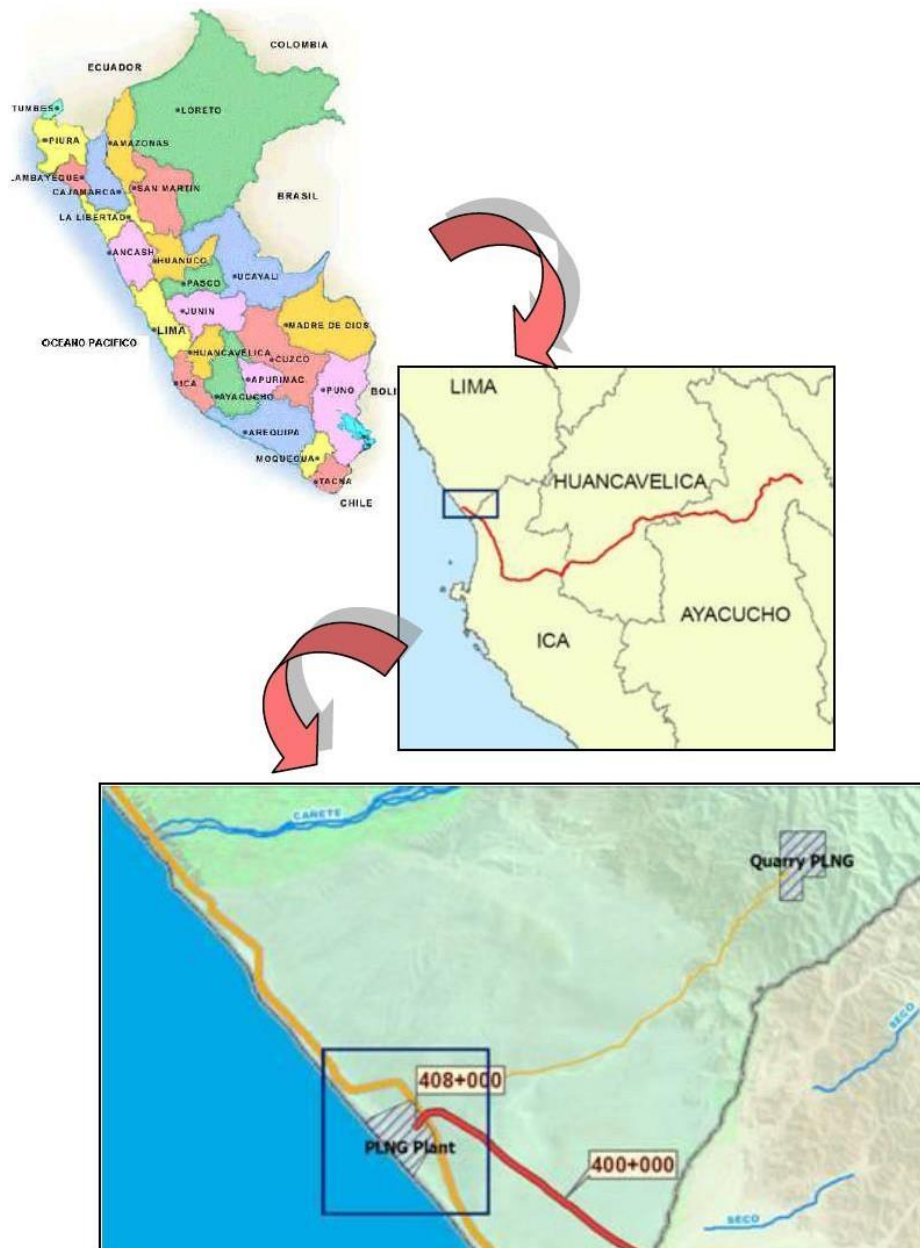 COLOMBIA
ECUADOR
TUMBES
LORETO
PIURA
AMAZONAS
LAMBAYEQUE
SAN MARTIN
CAJAMARCA
BRASIL
LA LIBERTAD
ANCASH
HUANUCO
UCAYALI
PASCO
JUNIN
LIMA
MADRE DE DIOS
OCEANO PACIFICO
HUANCAVELICA
CUZCO
ICA
APURIMAC
PUNO
BOLI
AYACUCHO
AREQUIPA
MOQUEGUA
TACNA
CHILE
LIMA
HUANCAVELICA
AYACUCHO
ICA
CAÑETE
Quarry PLNG
SECO
408+000
PLNG Plant
400+000
SECO